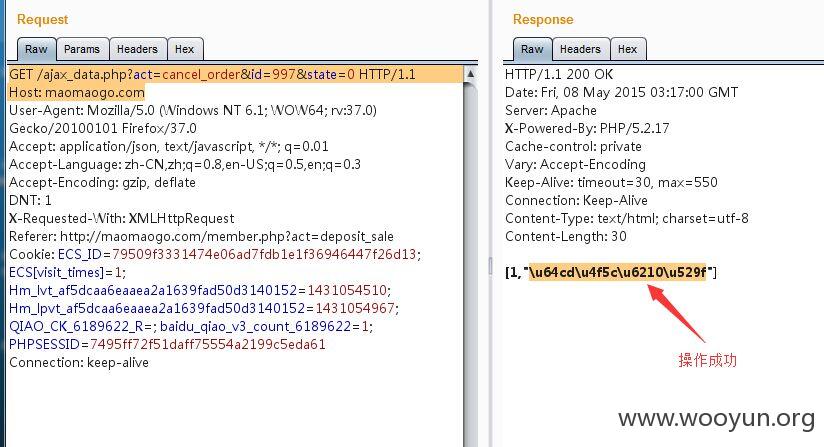 Request
Raw Params Headers Hex
GET /ajax_data.php?act=cancel_order&id=997&state=0 HTTP/1.1
Host: maomaogo.com
User-Agent: Mozilla/5.0 (Windows NT 6.1; WOW64; rv:37.0)
Gecko/20100101 Firefox/37.0
Accept: application/json, text/javascript, */*; q=0.01
Accept-Language: zh-CN,zh;q=0.8,en-US;q=0.5,en;q=0.3
Accept-Encoding: gzip, deflate
DNT: 1
X-Requested-With: XMLHttpRequest
Referer: http://maomaogo.com/member.php?act=deposit_sale
Cookie: ECS_ID=79509f3331474e06ad7fdb1e1f36946447f26d13;
ECS[visit_times]=1;
Hm_lvt_af5dcaa6eaaea2a1639fad50d3140152=1431054510;
Hm_lpvt_af5dcaa6eaaea2a1639fad50d3140152=1431054967;
QIAO_CK_6189622_R=; baidu_qiao_v3_count_6189622=1;
PHPSESSID=7495ff72f51daff75554a2199c5eda61
Connection: keep-alive
Response
Raw Headers Hex
HTTP/1.1 200 OK
Date: Fri, 08 May 2015 03:17:00 GMT
Server: Apache
X-Powered-By: PHP/5.2.17
Cache-control: private
Vary: Accept-Encoding
Keep-Alive: timeout=30, max=550
Connection: Keep-Alive
Content-Type: text/html; charset=utf-8
Content-Length: 30
[1,"\u64cd\u4f5c\u6210\u529f"]
操作成功
www.wooyun.org